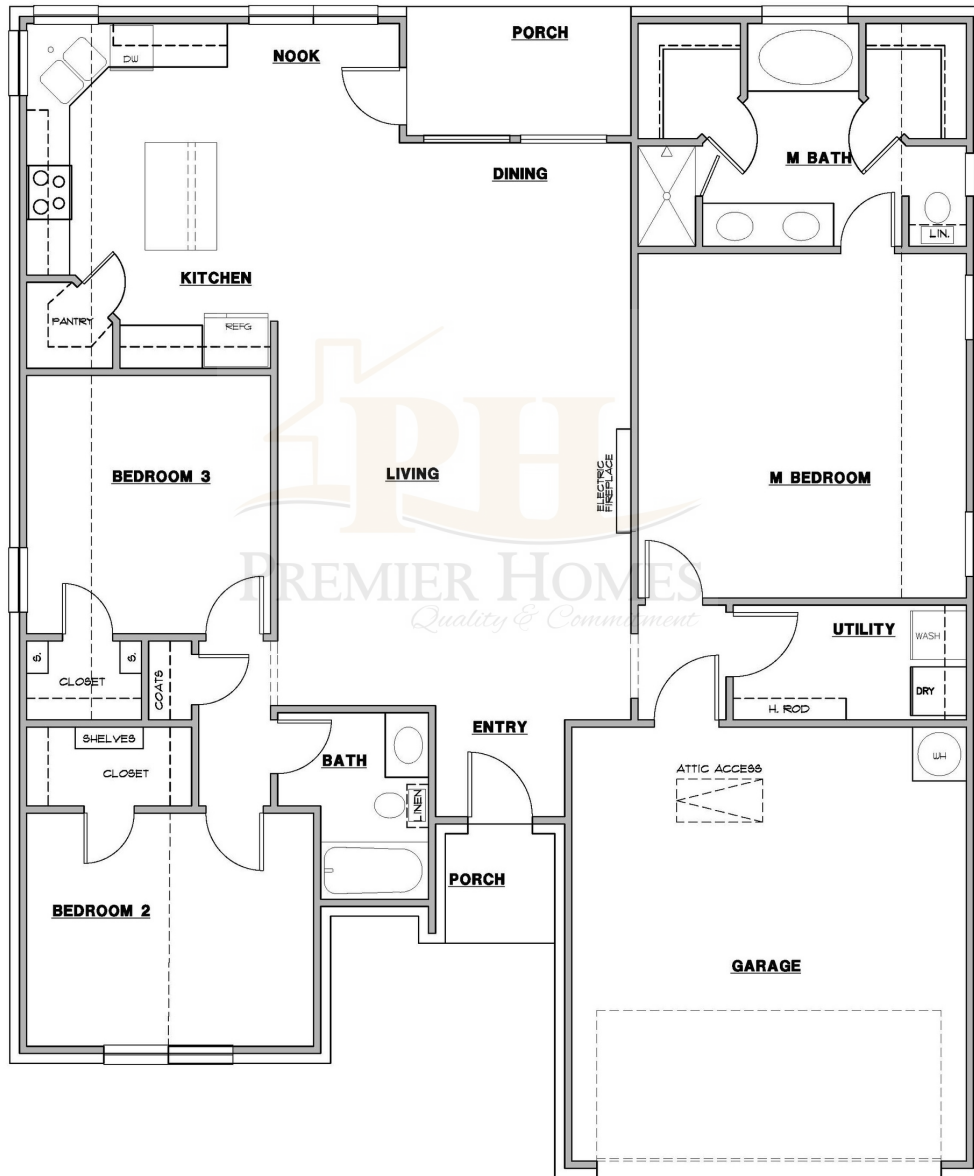 PORCH
NOOK
DW
M BATH
DINING
LIN.
KITCHEN
PANTRY
REFG
BEDROOM 3
LIVING
ELECTRIC
FIREPLACE
M BEDROOM
PH
PREMIER HOMES
Quality & Commitment
UTILITY
WASH
S.
S.
CLOSET
COATS
DRY
H. ROD
ENTRY
SHELVES
BATH
WH
CLOSET
ATTIC ACCESS
LINEN
PORCH
BEDROOM 2
GARAGE